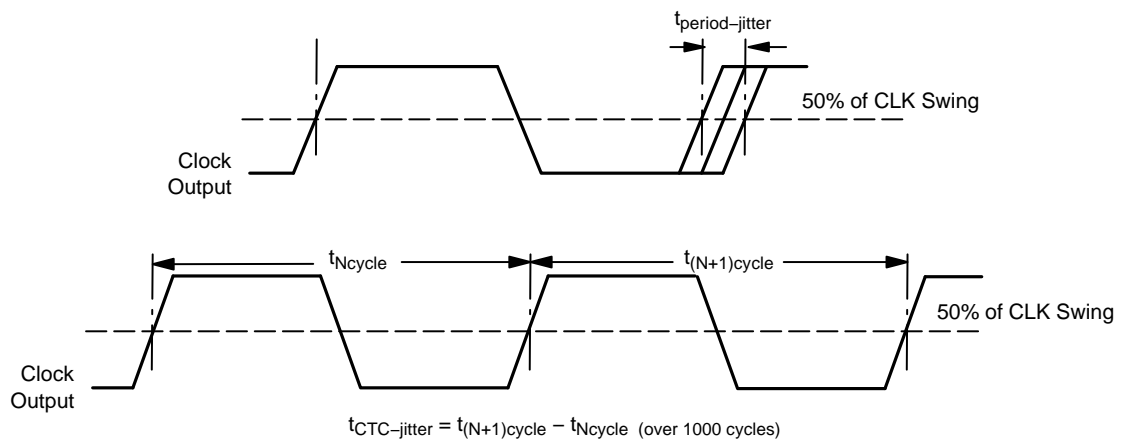 tperiod–jitter
50% of CLK Swing
Clock
Output
tNcycle
t(N+1)cycle
50% of CLK Swing
Clock
Output
tCTC–jitter = t(N+1)cycle – tNcycle (over 1000 cycles)